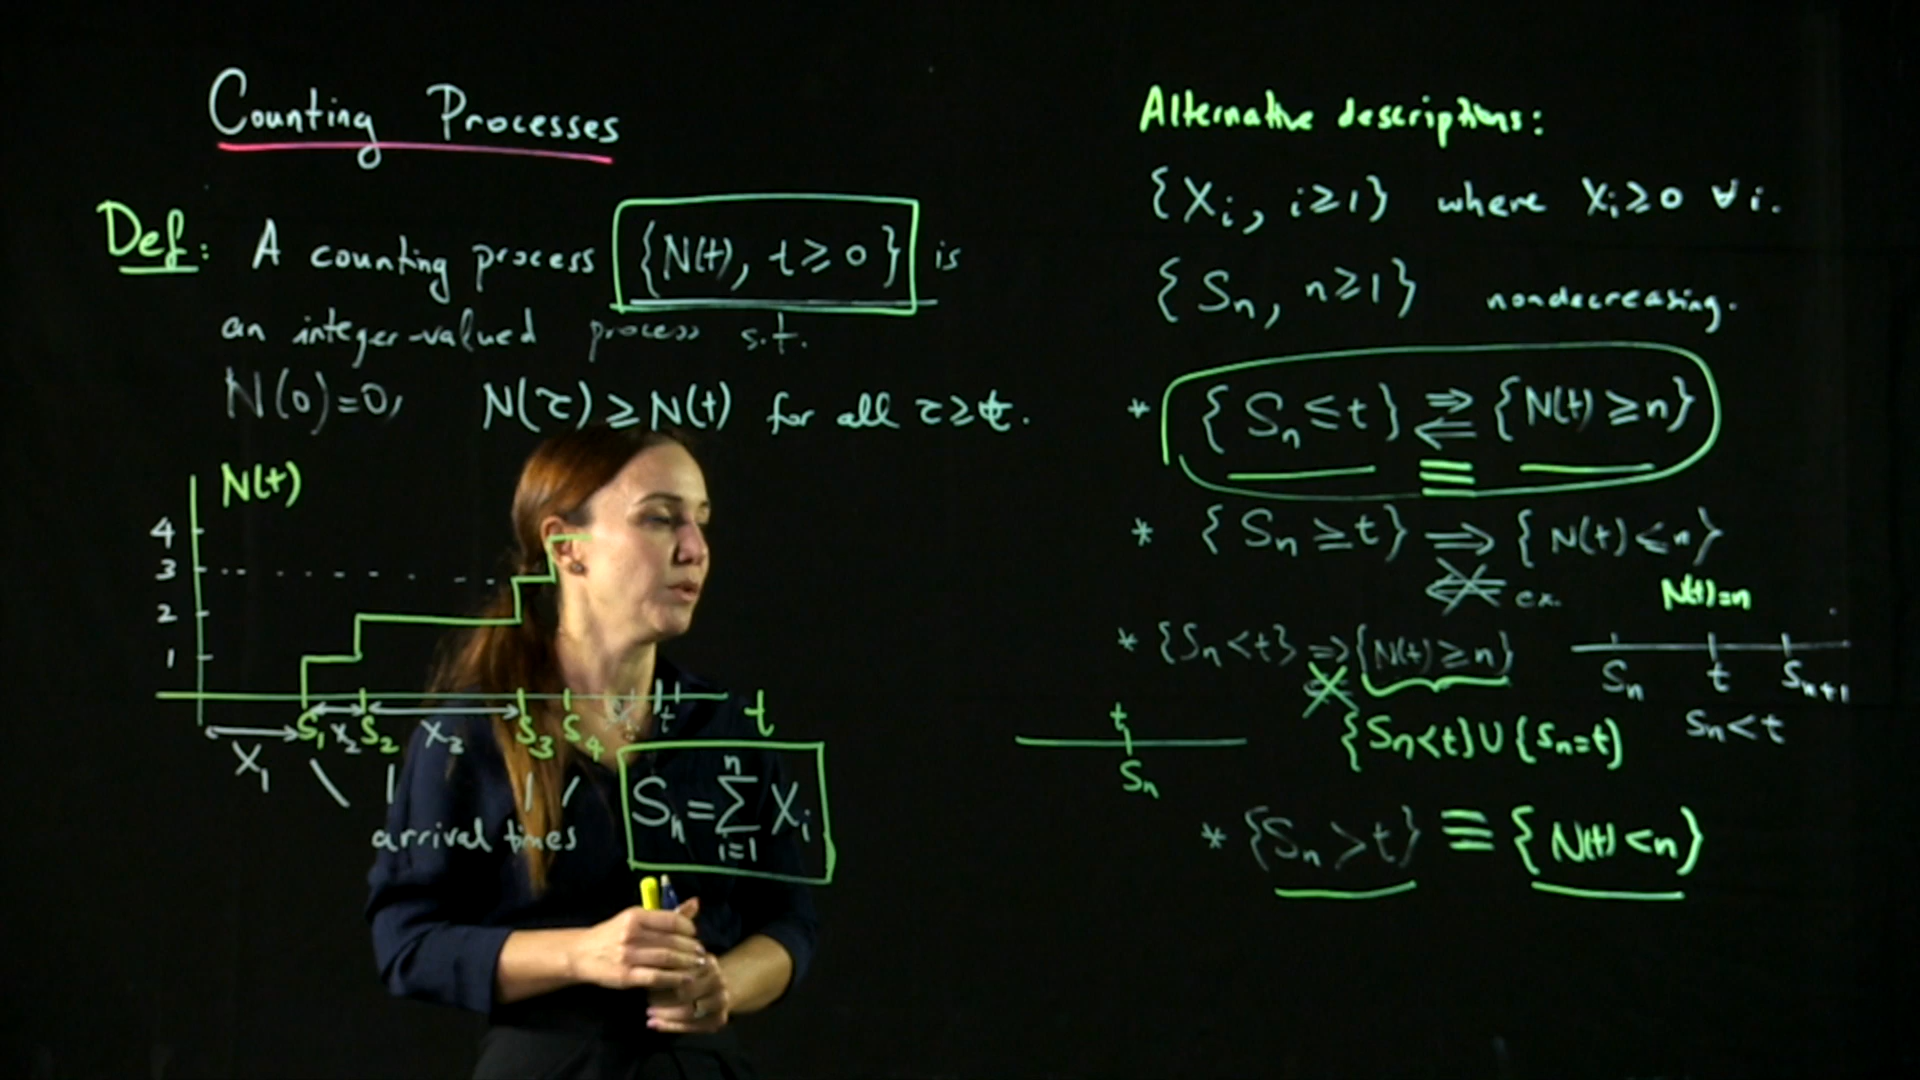 Counting Processes
Def: A counting process {N(t), t ≥ 0} is
an integer-valued process s.t.
N(0)=0, N(τ) ≥ N(t) for all τ ≥ t.
N(t)
4
3
2
1
S₁ S₂ S₃ S₄ t t
X₁ X₂ X₃
arrival times
Sₙ = ∑ⁿᵢ₌₁ Xᵢ
Alternative descriptions:
{Xᵢ, i≥1} where Xᵢ≥0 ∀ i.
{Sₙ, n≥1} nondecreasing.
* {Sₙ ≤ t} ⇒ ⇐ ≡ {N(t) ≥ n}
* {Sₙ ≥ t} ⇒ {N(t) ≤ n}
⇐ ex.
N(t)=n
* {Sₙ < t} ⇒ {N(t) ≥ n}
Sₙ t Sₙ₊₁
{Sₙ<t} ∪ {Sₙ=t}
Sₙ < t
t
Sₙ
* {Sₙ > t} ≡ {N(t) < n}